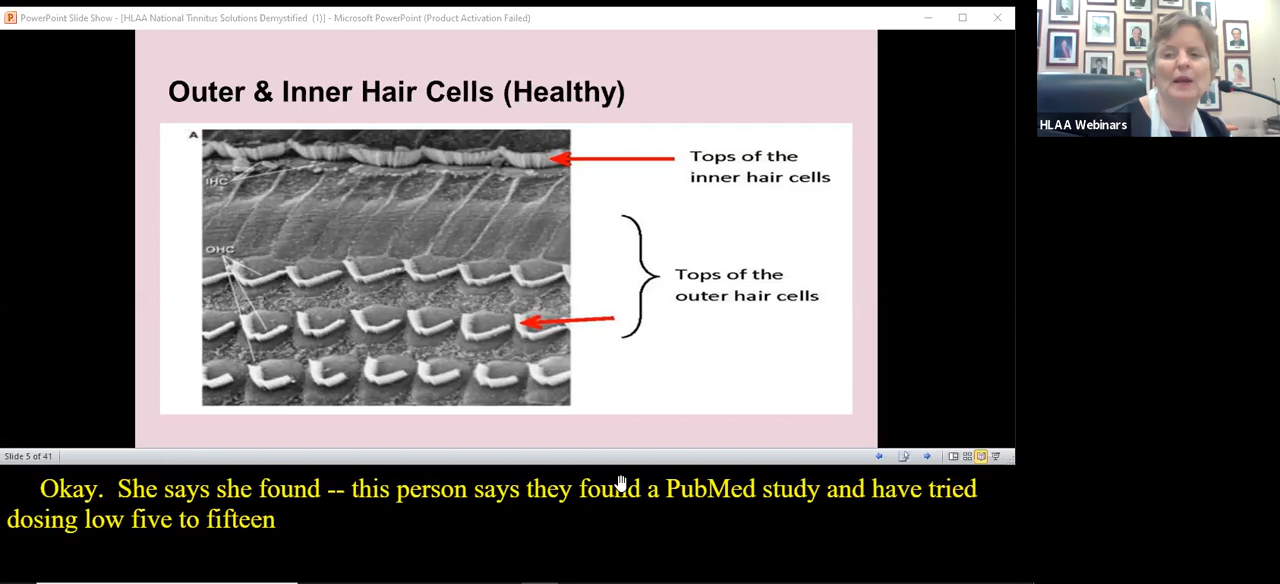 PowerPoint Slide Show - [HLAA National Tinnitus Solutions Demystified (1)] - Microsoft PowerPoint (Product Activation Failed)
Outer & Inner Hair Cells (Healthy)
A
IHC
Tops of the
inner hair cells
OHC
Tops of the
outer hair cells
HLAA Webinars
Slide 5 of 41
Okay. She says she found -- this person says they found a PubMed study and have tried
dosing low five to fifteen